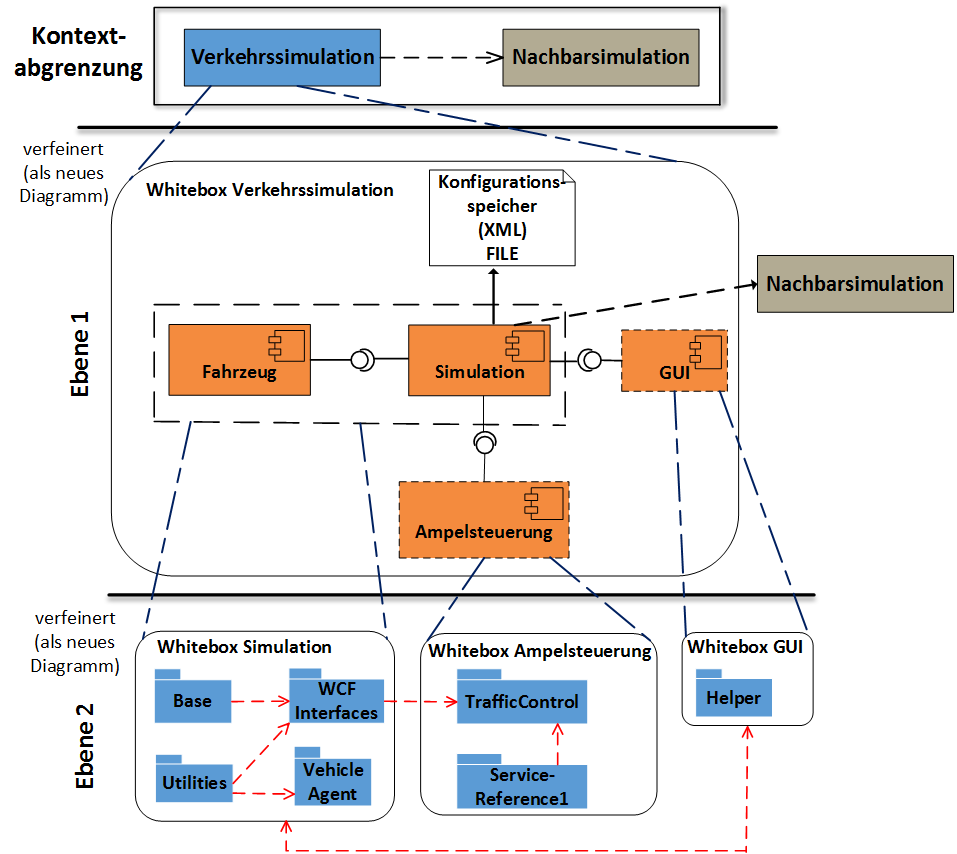 Kontext-
abgrenzung
Verkehrssimulation
Nachbarsimulation
verfeinert
(als neues
Diagramm)
Whitebox Verkehrssimulation
Konfigurations-
speicher
(XML)
FILE
Nachbarsimulation
Ebene 1
Fahrzeug
Simulation
GUI
Ampelsteuerung
verfeinert
(als neues
Diagramm)
Ebene 2
Whitebox Simulation
Base
WCF
Interfaces
Utilities
Vehicle
Agent
Whitebox Ampelsteuerung
TrafficControl
Service-
Reference1
Whitebox GUI
Helper